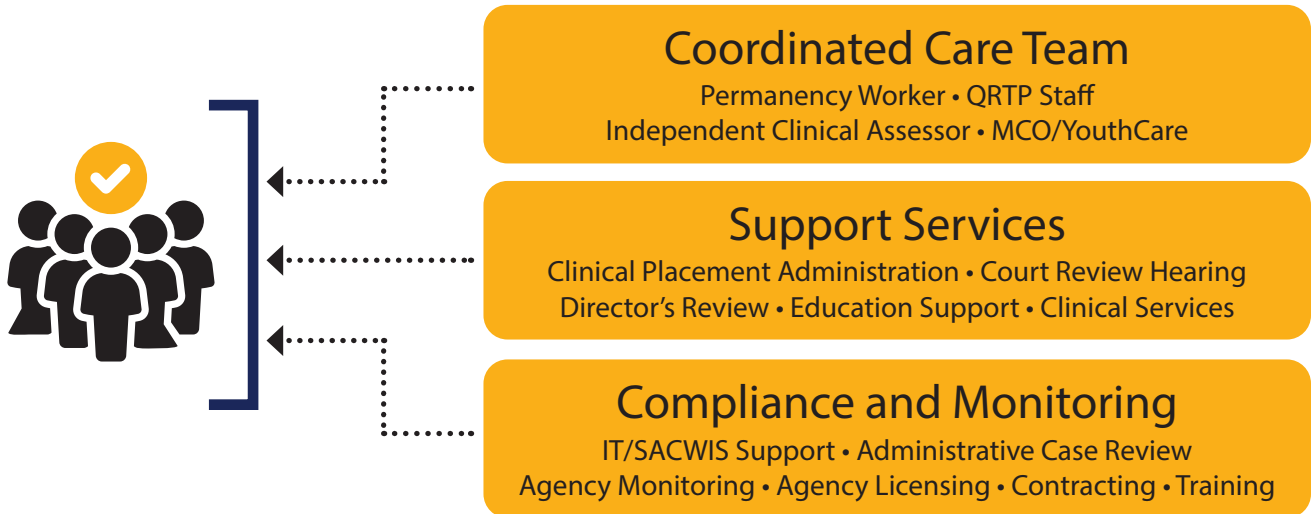 Coordinated Care Team
Permanency Worker • QRTP Staff
Independent Clinical Assessor • MCO/YouthCare
Support Services
Clinical Placement Administration • Court Review Hearing
Director’s Review • Education Support • Clinical Services
Compliance and Monitoring
IT/SACWIS Support • Administrative Case Review
Agency Monitoring • Agency Licensing • Contracting • Training